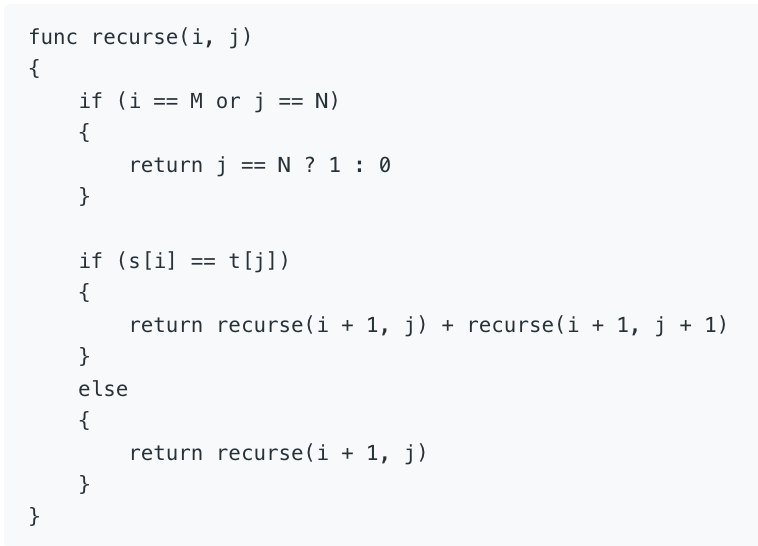 func recurse(i, j)
{
    if (i == M or j == N)
    {
        return j == N ? 1 : 0
    }

    if (s[i] == t[j])
    {
        return recurse(i + 1, j) + recurse(i + 1, j + 1)
    }
    else
    {
        return recurse(i + 1, j)
    }
}